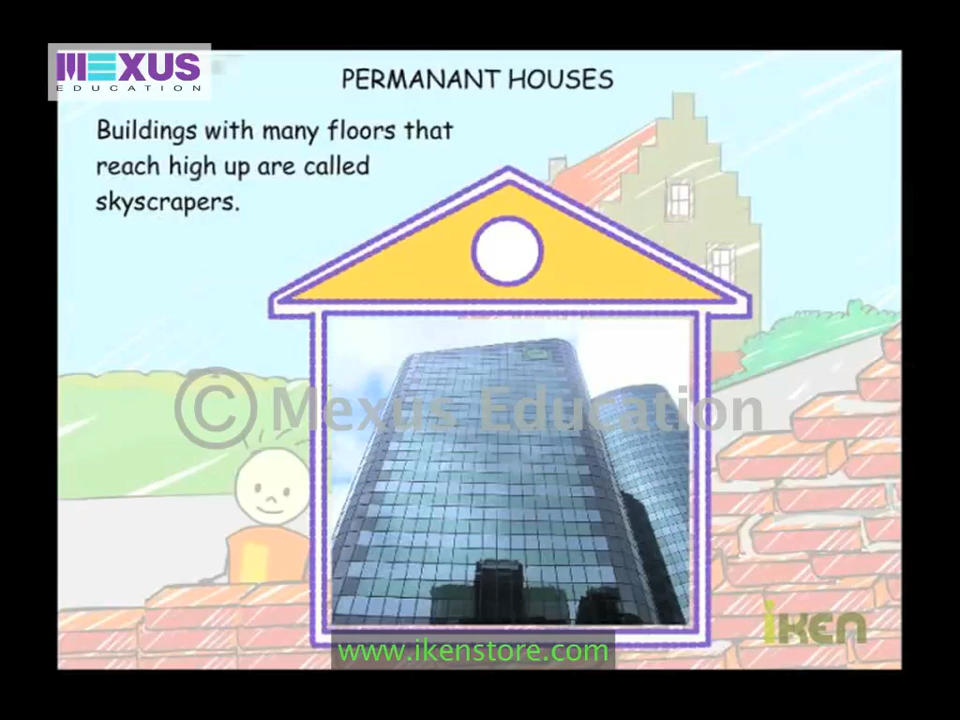 MEXUS
EDUCATION
PERMANANT HOUSES
Buildings with many floors that
reach high up are called
skyscrapers.
© Mexus Education
iKEN
www.ikenstore.com